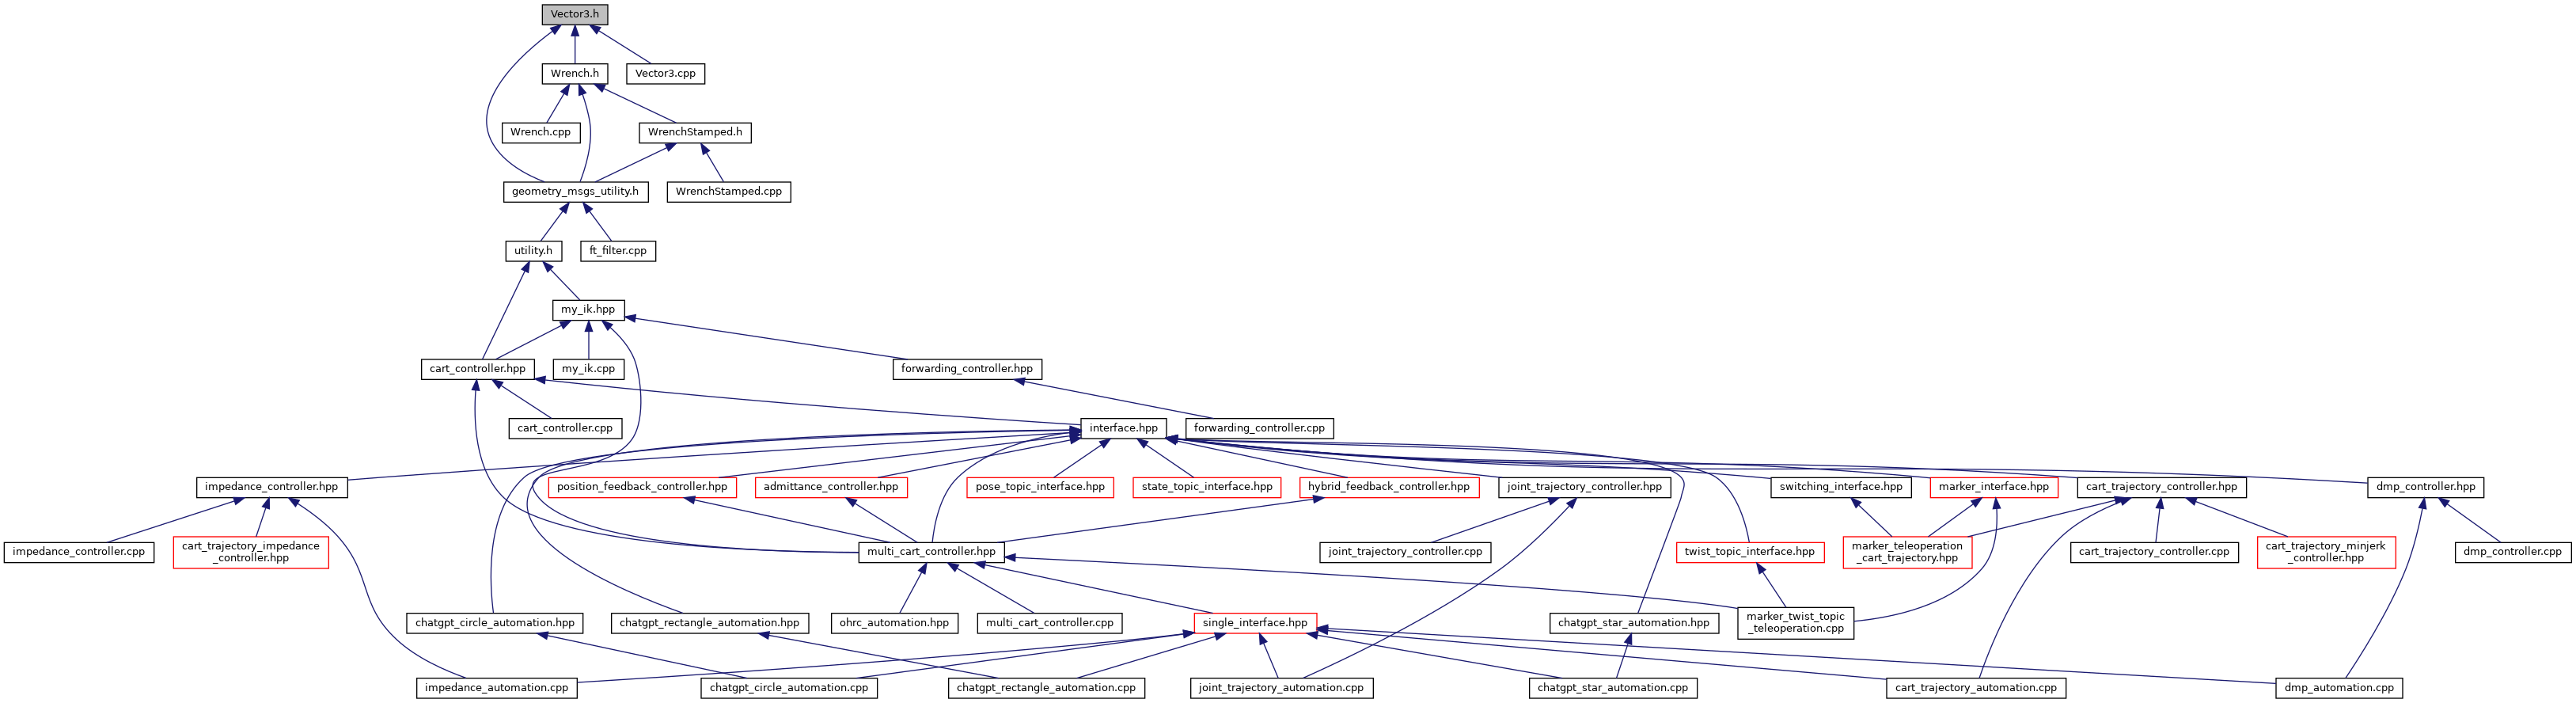 Vector3.h
Wrench.h
Vector3.cpp
Wrench.cpp
WrenchStamped.h
geometry_msgs_utility.h
WrenchStamped.cpp
utility.h
ft_filter.cpp
my_ik.hpp
cart_controller.hpp
my_ik.cpp
forwarding_controller.hpp
cart_controller.cpp
interface.hpp
forwarding_controller.cpp
impedance_controller.hpp
position_feedback_controller.hpp
admittance_controller.hpp
pose_topic_interface.hpp
state_topic_interface.hpp
hybrid_feedback_controller.hpp
joint_trajectory_controller.hpp
switching_interface.hpp
marker_interface.hpp
cart_trajectory_controller.hpp
dmp_controller.hpp
impedance_controller.cpp
cart_trajectory_impedance
_controller.hpp
multi_cart_controller.hpp
joint_trajectory_controller.cpp
twist_topic_interface.hpp
marker_teleoperation
_cart_trajectory.hpp
cart_trajectory_controller.cpp
cart_trajectory_minjerk
_controller.hpp
dmp_controller.cpp
chatgpt_circle_automation.hpp
chatgpt_rectangle_automation.hpp
ohrc_automation.hpp
multi_cart_controller.cpp
single_interface.hpp
chatgpt_star_automation.hpp
marker_twist_topic
_teleoperation.cpp
impedance_automation.cpp
chatgpt_circle_automation.cpp
chatgpt_rectangle_automation.cpp
joint_trajectory_automation.cpp
chatgpt_star_automation.cpp
cart_trajectory_automation.cpp
dmp_automation.cpp